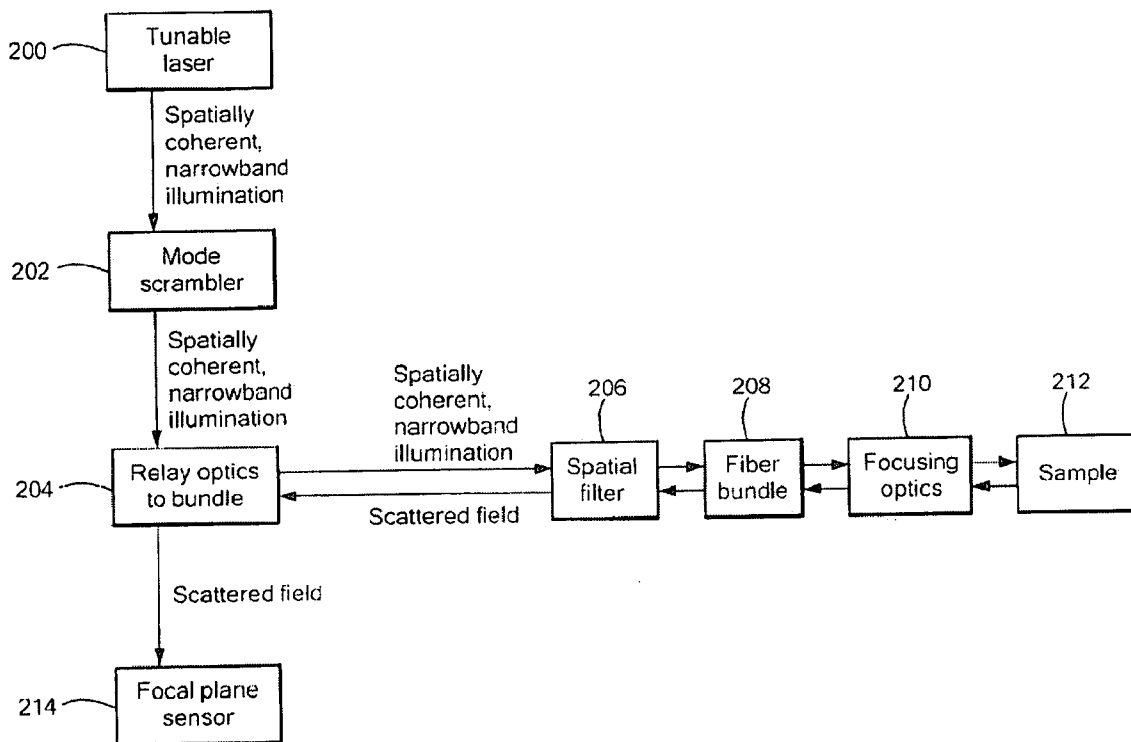 200
Tunable
laser
Spatially
coherent,
narrowband
illumination
202
Mode
scrambler
Spatially
coherent,
narrowband
illumination
Spatially
coherent,
narrowband
illumination
204
Relay optics
to bundle
206
Spatial
filter
208
Fiber
bundle
210
Focusing
optics
212
Sample
Scattered field
Scattered field
214
Focal plane
sensor